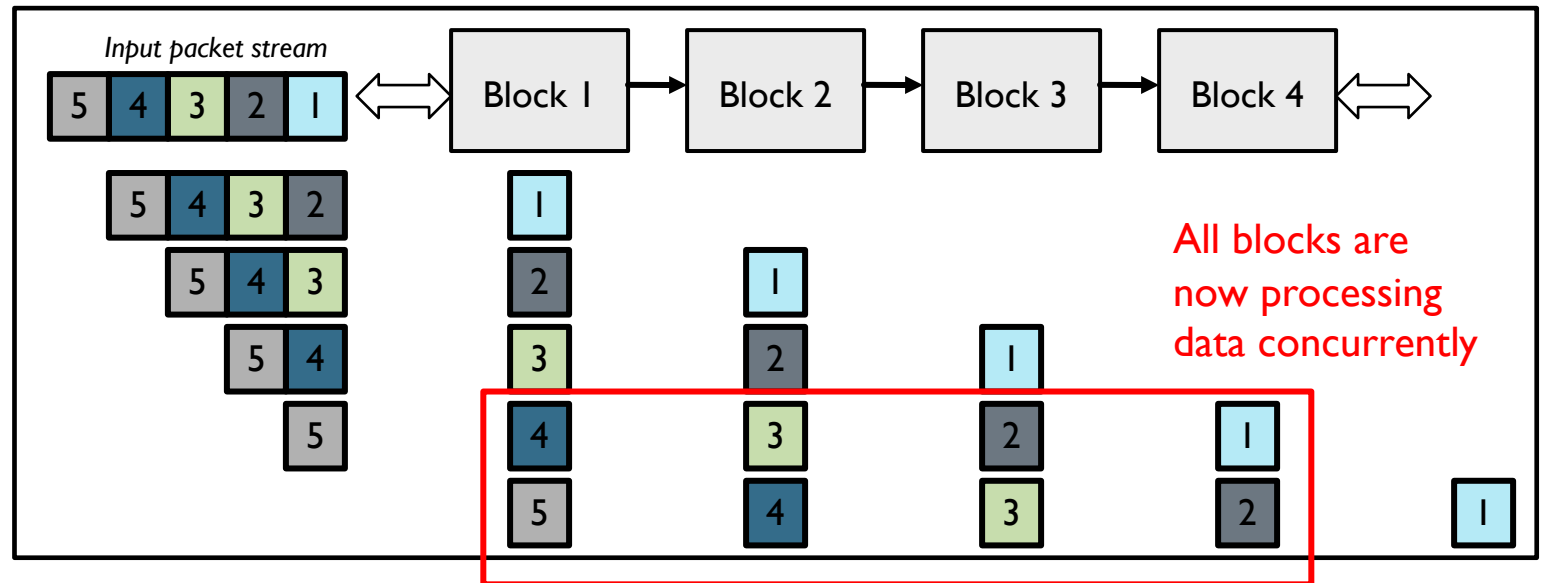 Input packet stream
5 4 3 2 1
Block 1 Block 2 Block 3 Block 4
5 4 3 2 1
5 4 3 2 1
5 4 3 2 1
5 4 3 2 1
5 4 3 2 1
All blocks are
now processing
data concurrently